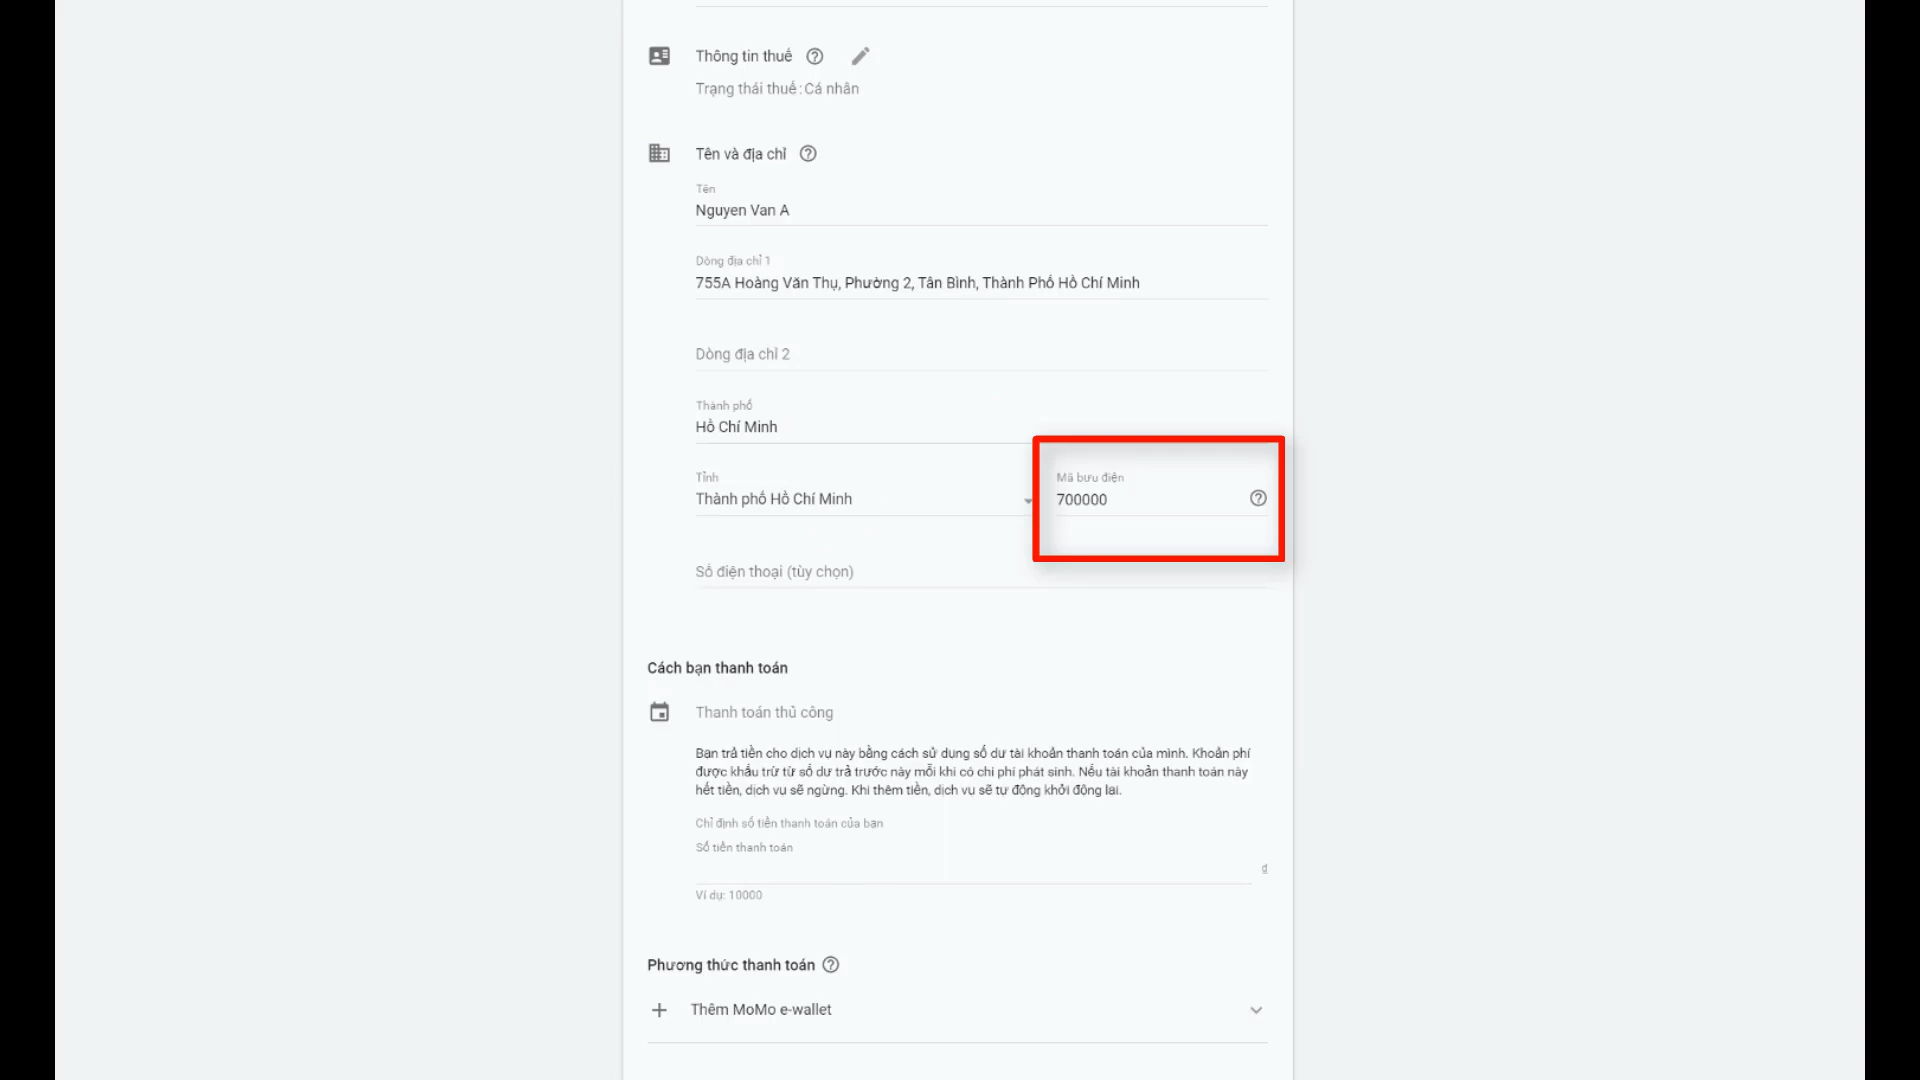 Thông tin thuế
Trạng thái thuế: Cá nhân
Tên và địa chỉ
Tên
Nguyen Van A
Dòng địa chỉ 1
755A Hoàng Văn Thụ, Phường 2, Tân Bình, Thành Phố Hồ Chí Minh
Dòng địa chỉ 2
Thành phố
Hồ Chí Minh
Tỉnh
Thành phố Hồ Chí Minh
Mã bưu điện
700000
Số điện thoại (tùy chọn)
Cách bạn thanh toán
Thanh toán thủ công
Bạn trả tiền cho dịch vụ này bằng cách sử dụng số dư tài khoản thanh toán của mình. Khoản phí
được khấu trừ từ số dư trả trước này mỗi khi có chi phí phát sinh. Nếu tài khoản thanh toán này
hết tiền, dịch vụ sẽ ngừng. Khi thêm tiền, dịch vụ sẽ tự động khởi động lại.
Chỉ định số tiền thanh toán của bạn
Số tiền thanh toán
₫
Ví dụ: 10000
Phương thức thanh toán
Thêm MoMo e-wallet